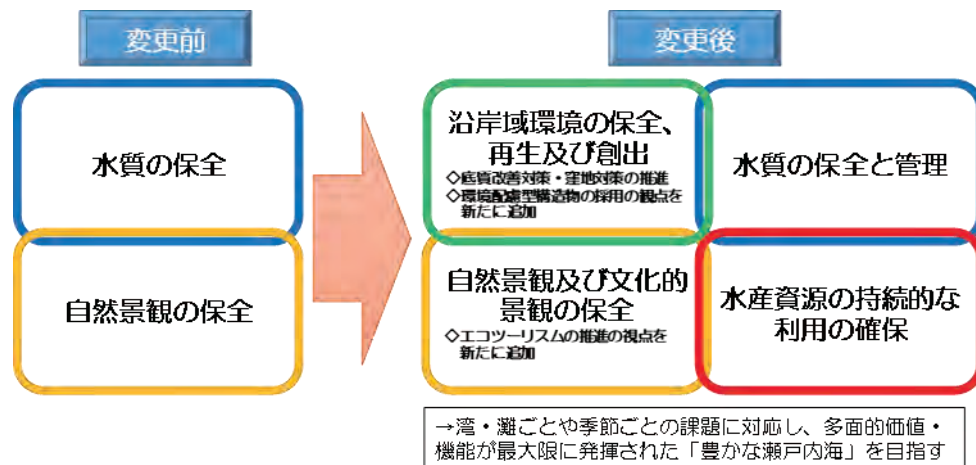 変更前
水質の保全
自然景観の保全
変更後
沿岸域環境の保全、
再生及び創出
◇底質改善対策・窪地対策の推進
◇環境配慮型構造物の採用の観点を
新たに追加
水質の保全と管理
自然景観及び文化的
景観の保全
◇エコツーリズムの推進の視点を
新たに追加
水産資源の持続的な
利用の確保
→湾・灘ごとや季節ごとの課題に対応し、多面的価値・
機能が最大限に発揮された「豊かな瀬戸内海」を目指す